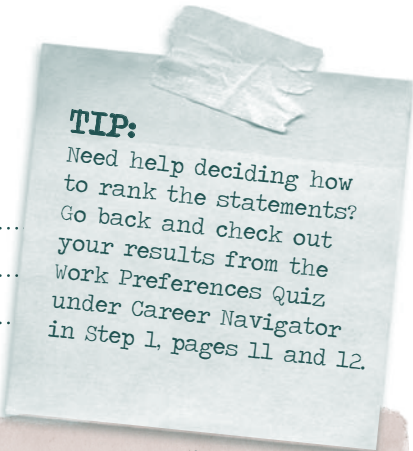 TIP:
Need help deciding how
to rank the statements?
Go back and check out
your results from the
Work Preferences Quiz
under Career Navigator
in Step 1, pages 11 and 12.